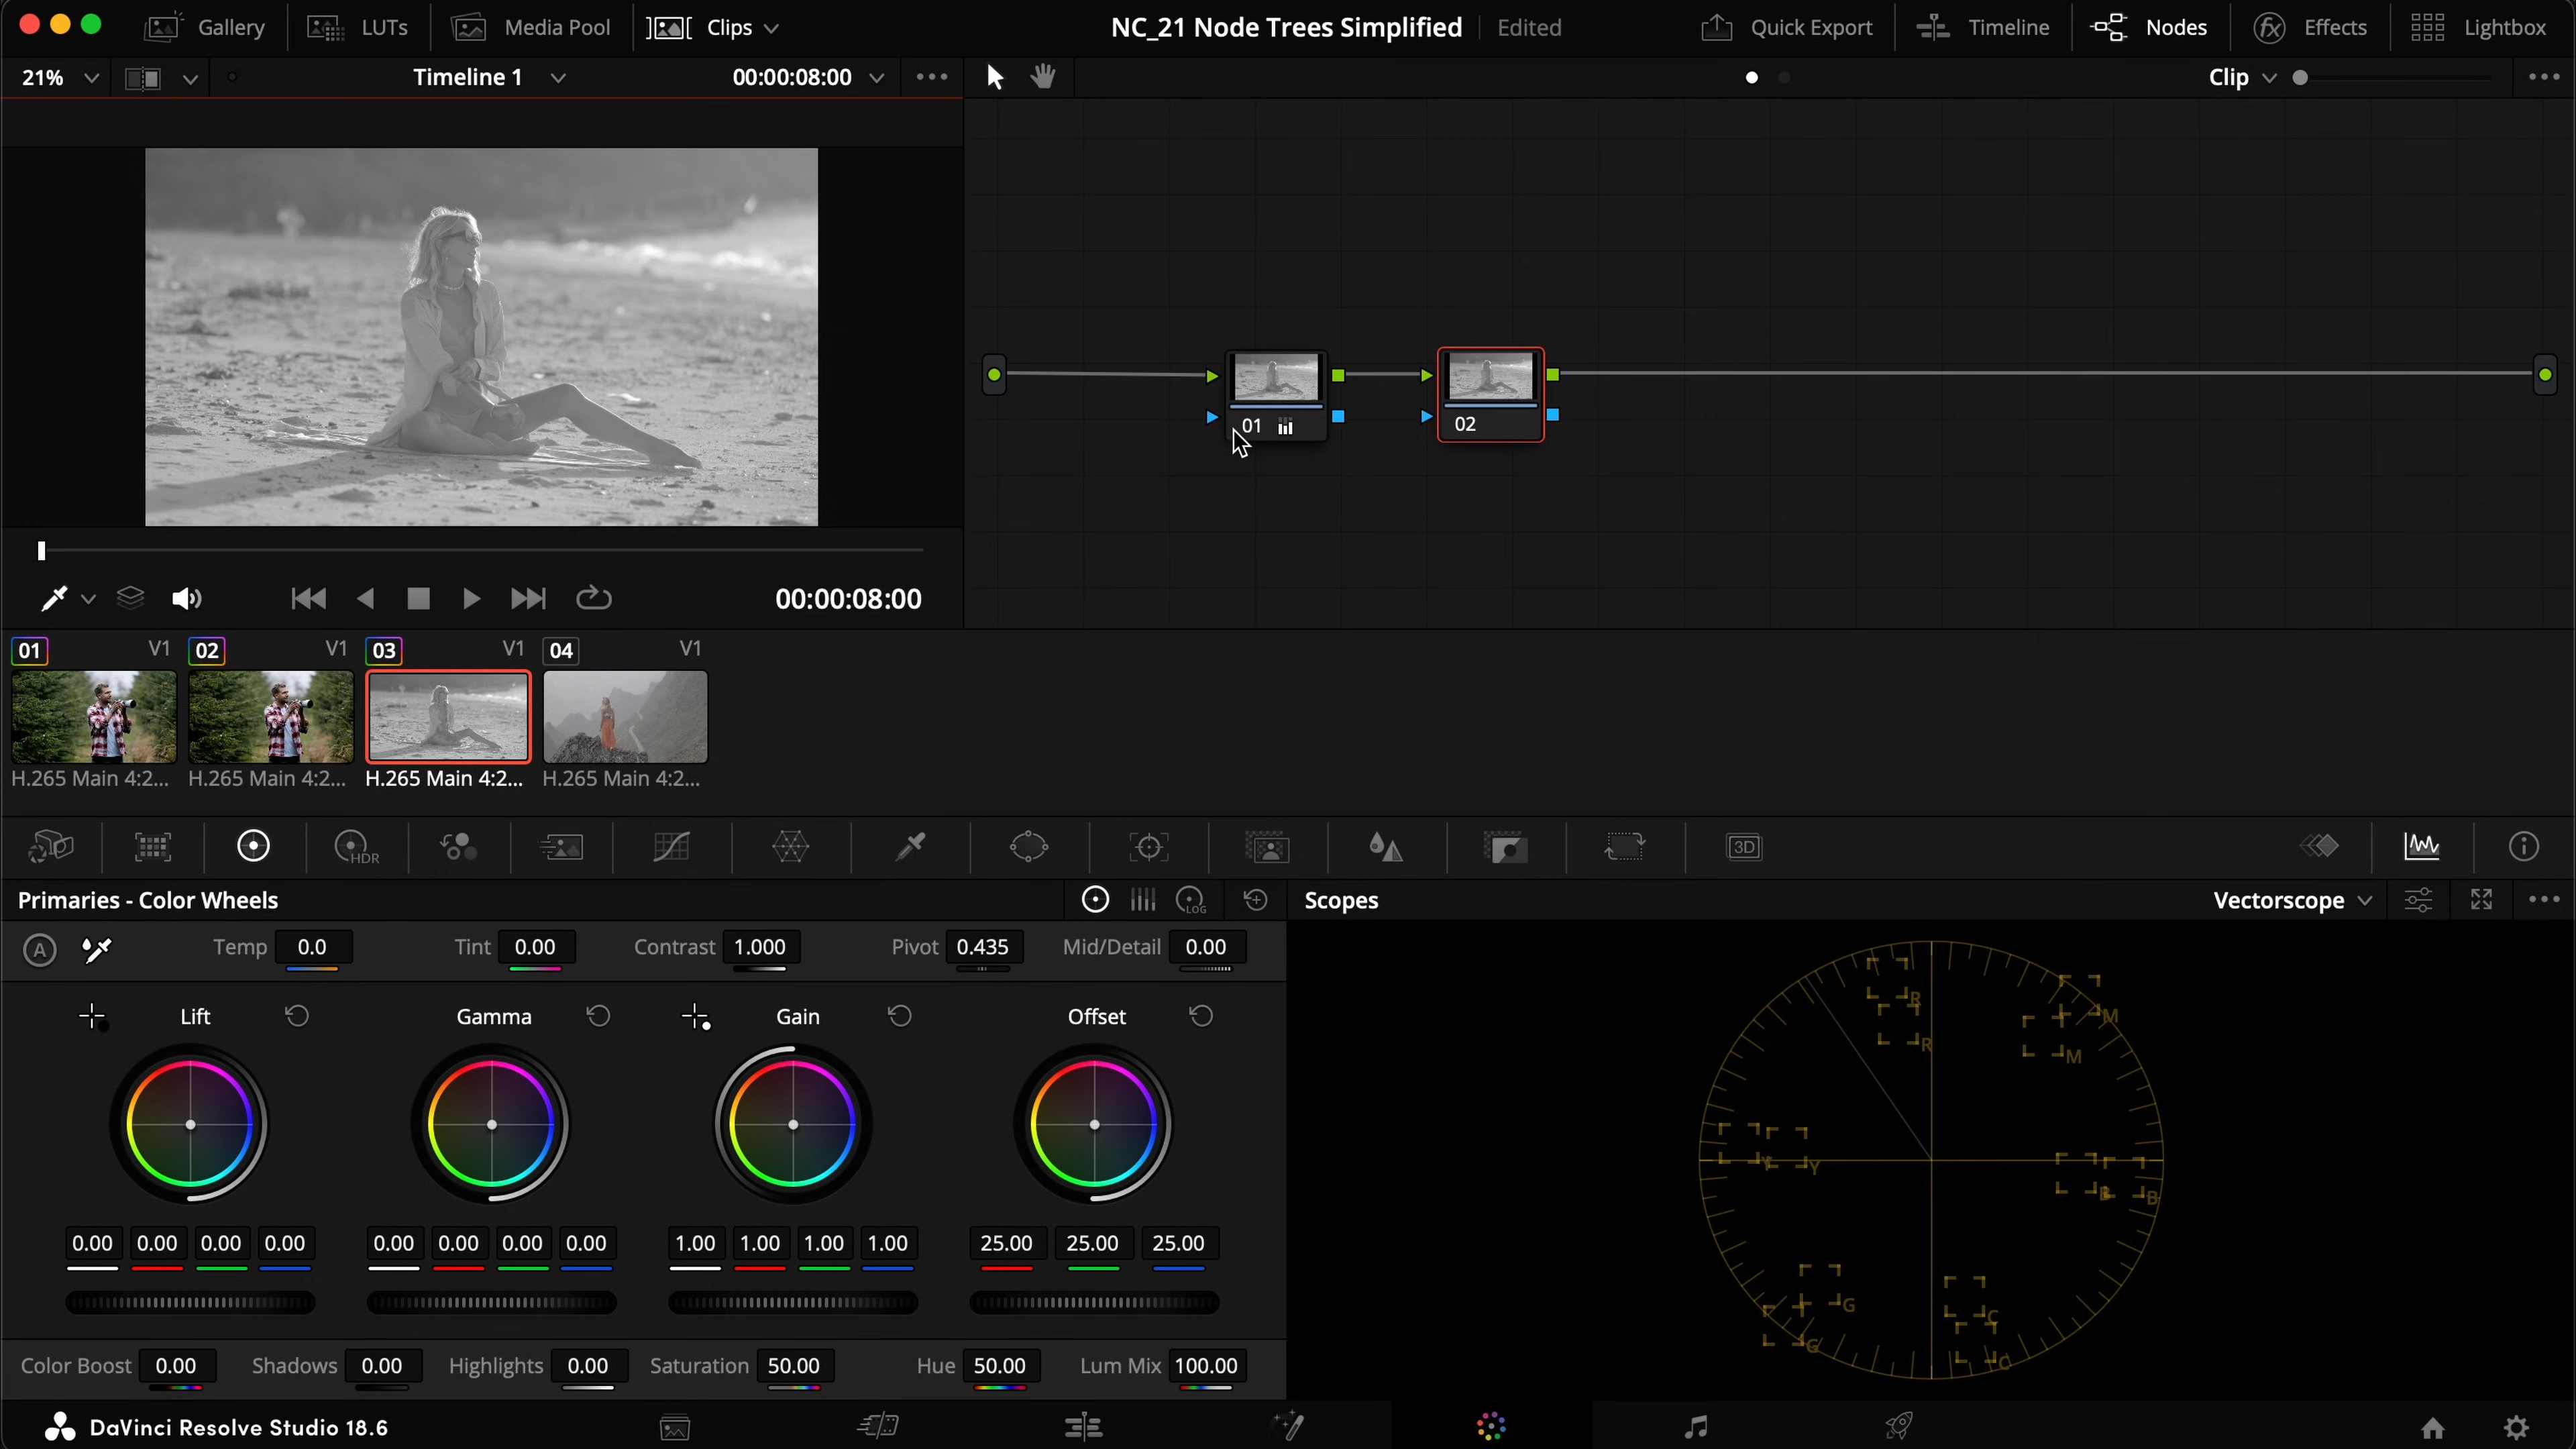 Gallery LUTs Media Pool Clips NC_21 Node Trees Simplified Edited Quick Export Timeline Nodes Effects Lightbox
21% Timeline 1 00:00:08:00 Clip
01 02
00:00:08:00
01 V1 02 V1 03 V1 04 V1
H.265 Main 4:2... H.265 Main 4:2... H.265 Main 4:2... H.265 Main 4:2...
HDR 3D
Primaries - Color Wheels LOG Scopes Vectorscope
A Temp 0.0 Tint 0.00 Contrast 1.000 Pivot 0.435 Mid/Detail 0.00
Lift Gamma Gain Offset
R M
R M
Y Y
B B
G C
G C
0.00 0.00 0.00 0.00 0.00 0.00 0.00 0.00 1.00 1.00 1.00 1.00 25.00 25.00 25.00
Color Boost 0.00 Shadows 0.00 Highlights 0.00 Saturation 50.00 Hue 50.00 Lum Mix 100.00
DaVinci Resolve Studio 18.6